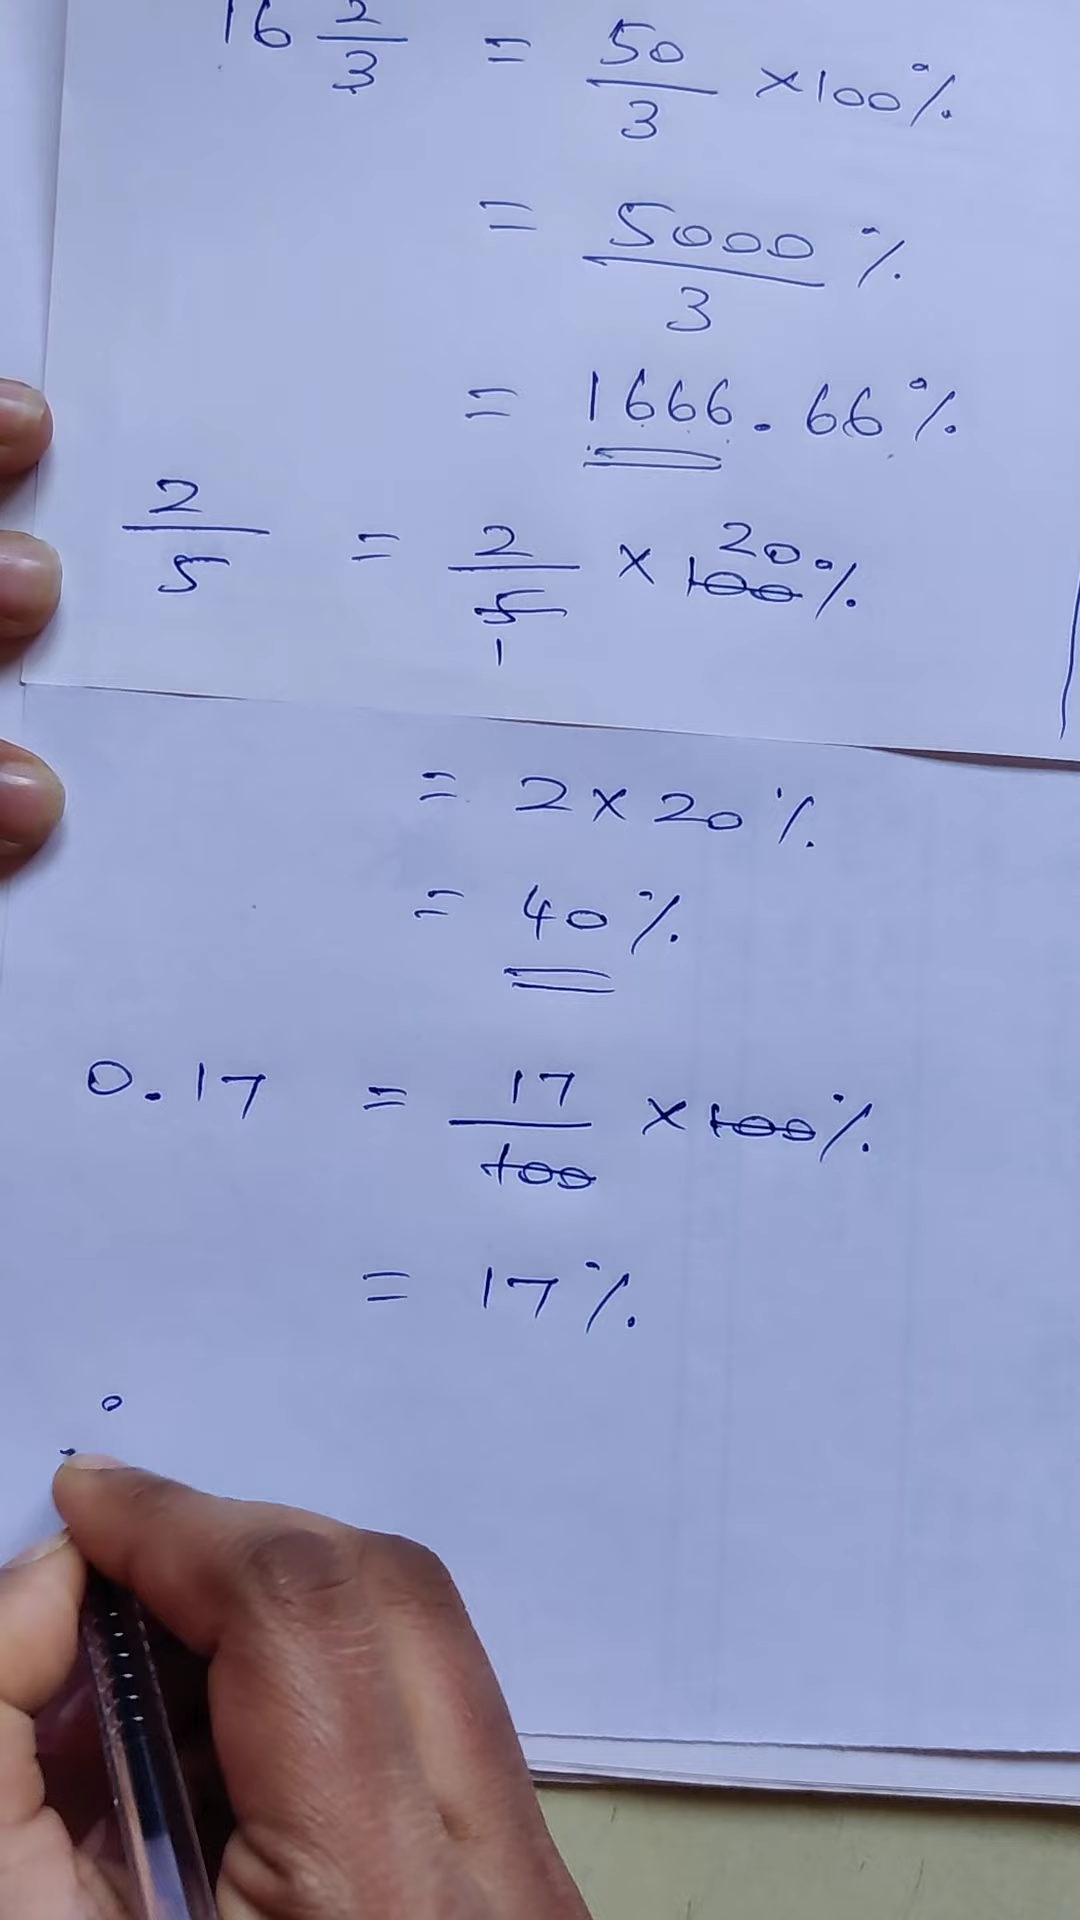 16 2/3 = 50/3 ×100%
= 5000/3 %
= 1666.66%
2/5 = 2/5 × 100% 20
1
= 2×20%
= 40%
0.17 = 17/100 ×100%
= 17%